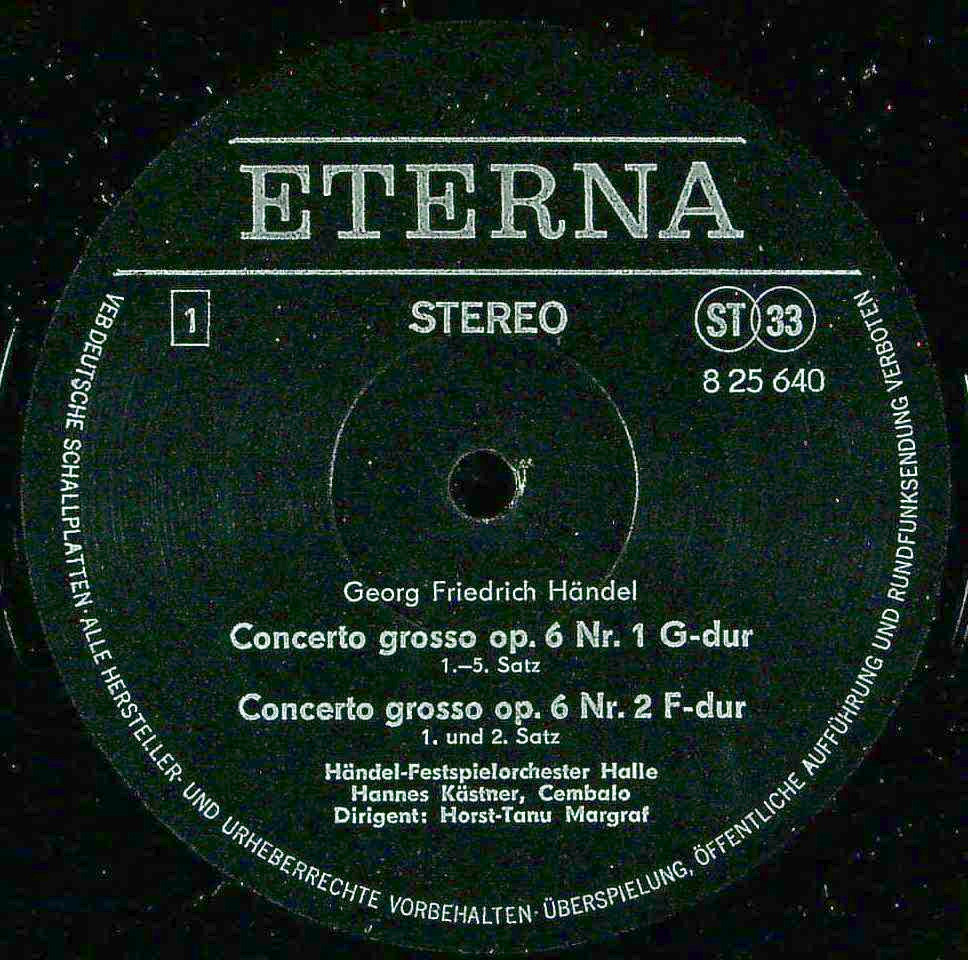 ETERNA
1
STEREO
ST 33
8 25 640
Georg Friedrich Händel
Concerto grosso op. 6 Nr. 1 G-dur
1.–5. Satz
Concerto grosso op. 6 Nr. 2 F-dur
1. und 2. Satz
Händel-Festspielorchester Halle
Hannes Kästner, Cembalo
Dirigent: Horst-Tanu Margraf
VEB DEUTSCHE SCHALLPLATTEN · ALLE HERSTELLER- UND URHEBERRECHTE VORBEHALTEN · ÜBERSPIELUNG, ÖFFENTLICHE AUFFÜHRUNG UND RUNDFUNKSENDUNG VERBOTEN